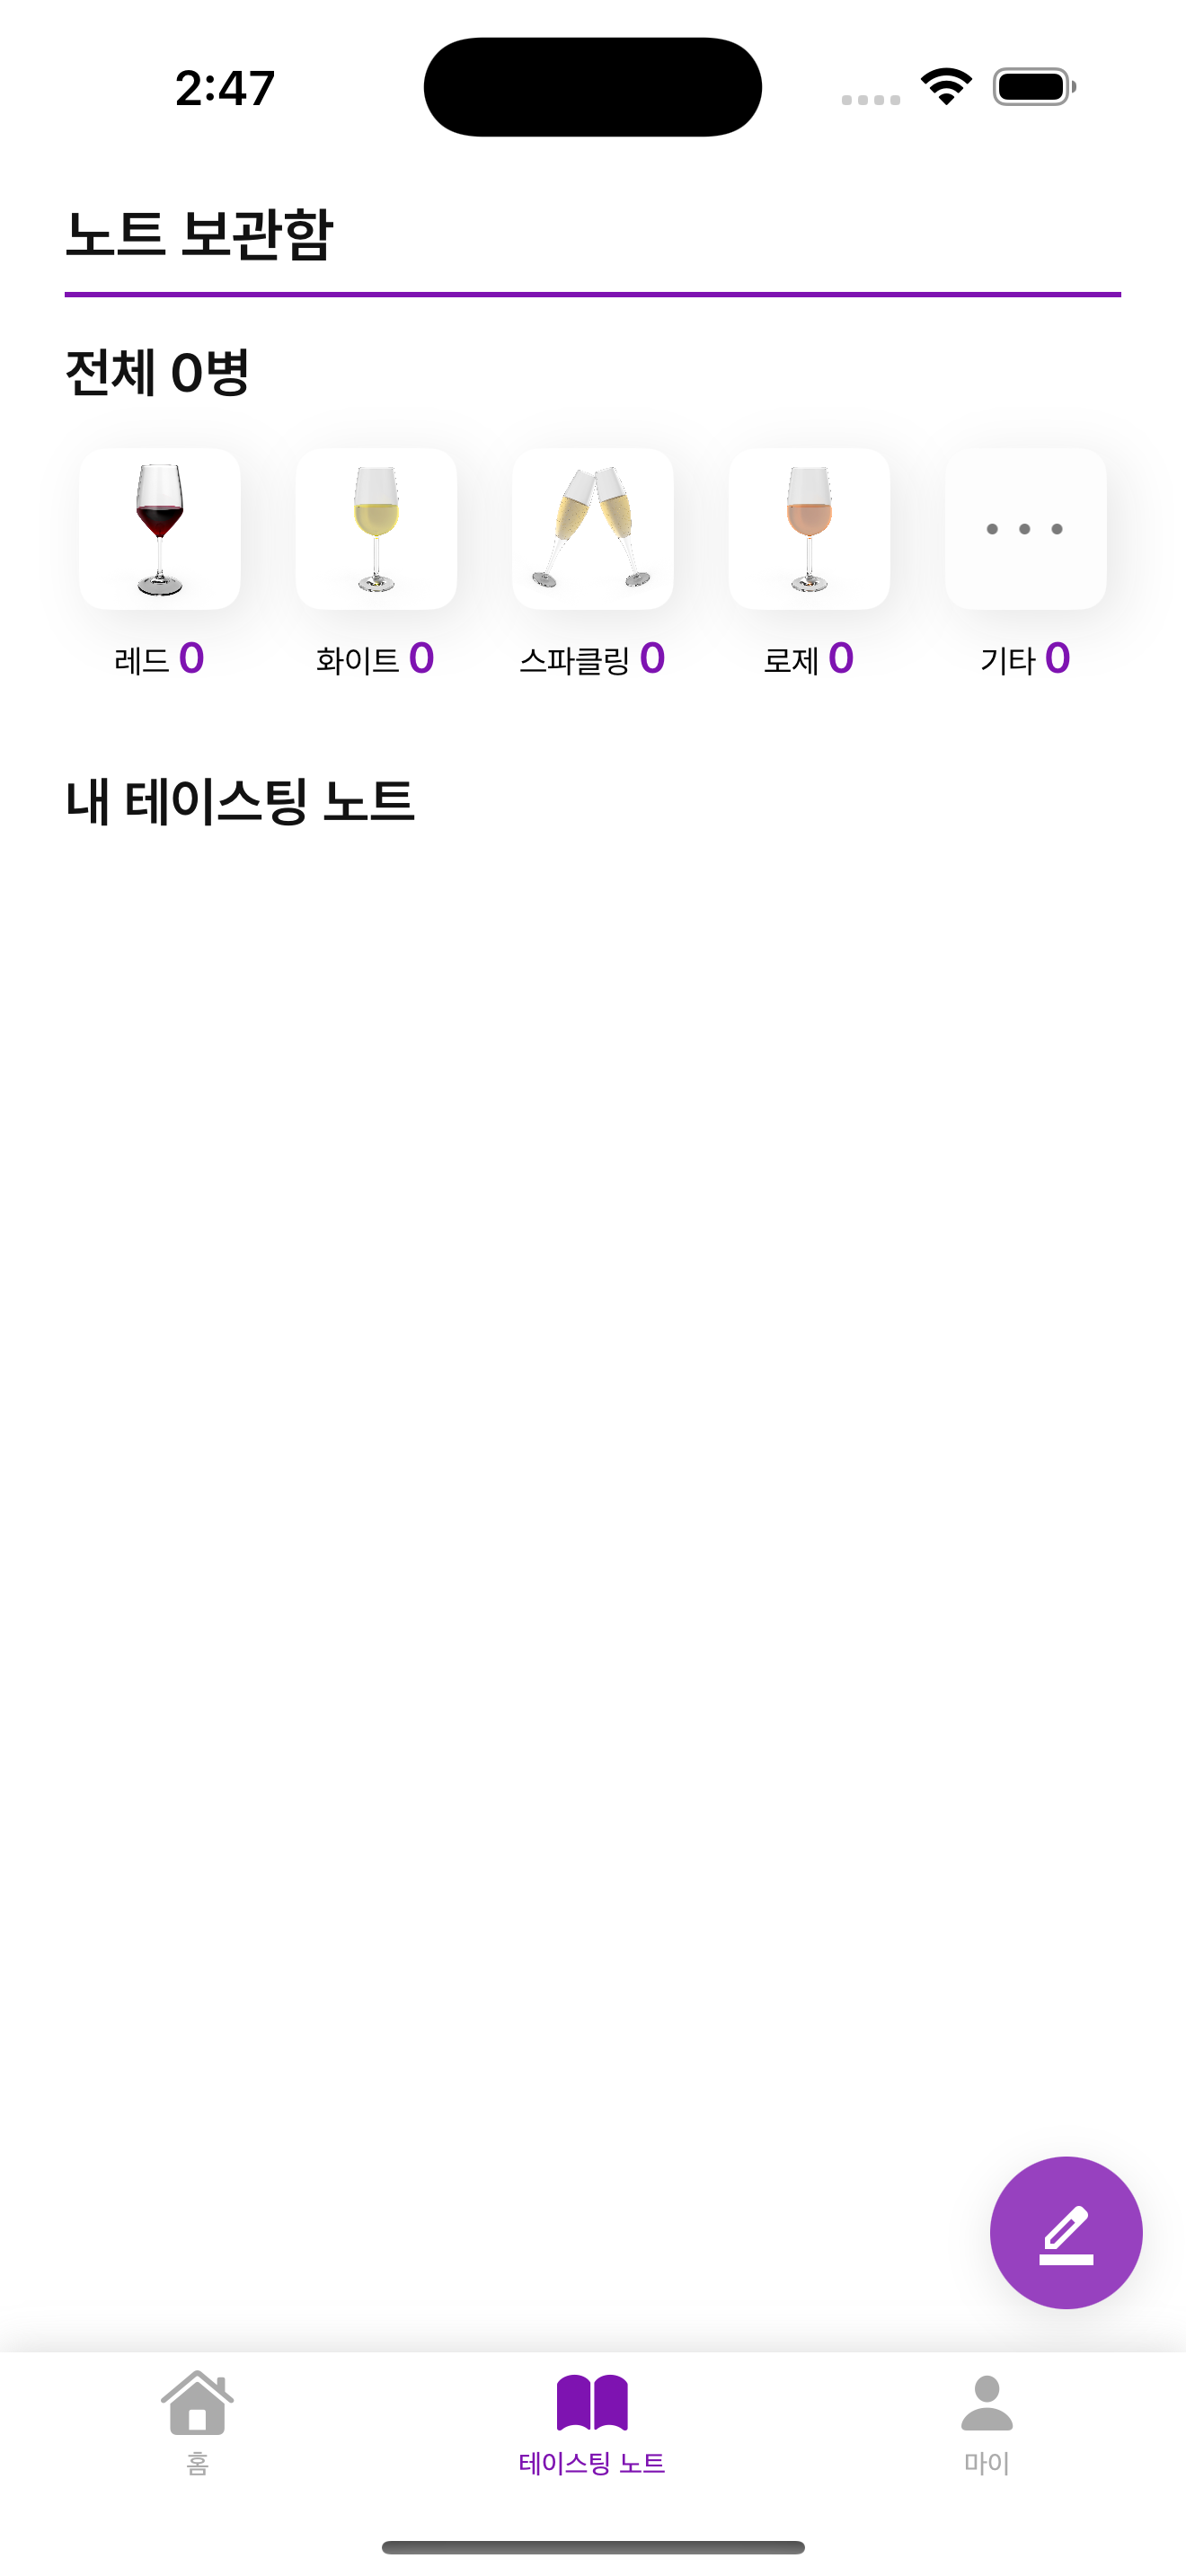 2:47
노트 보관함
전체 0병
레드 0 화이트 0 스파클링 0 로제 0 기타 0
내 테이스팅 노트
홈 테이스팅 노트 마이